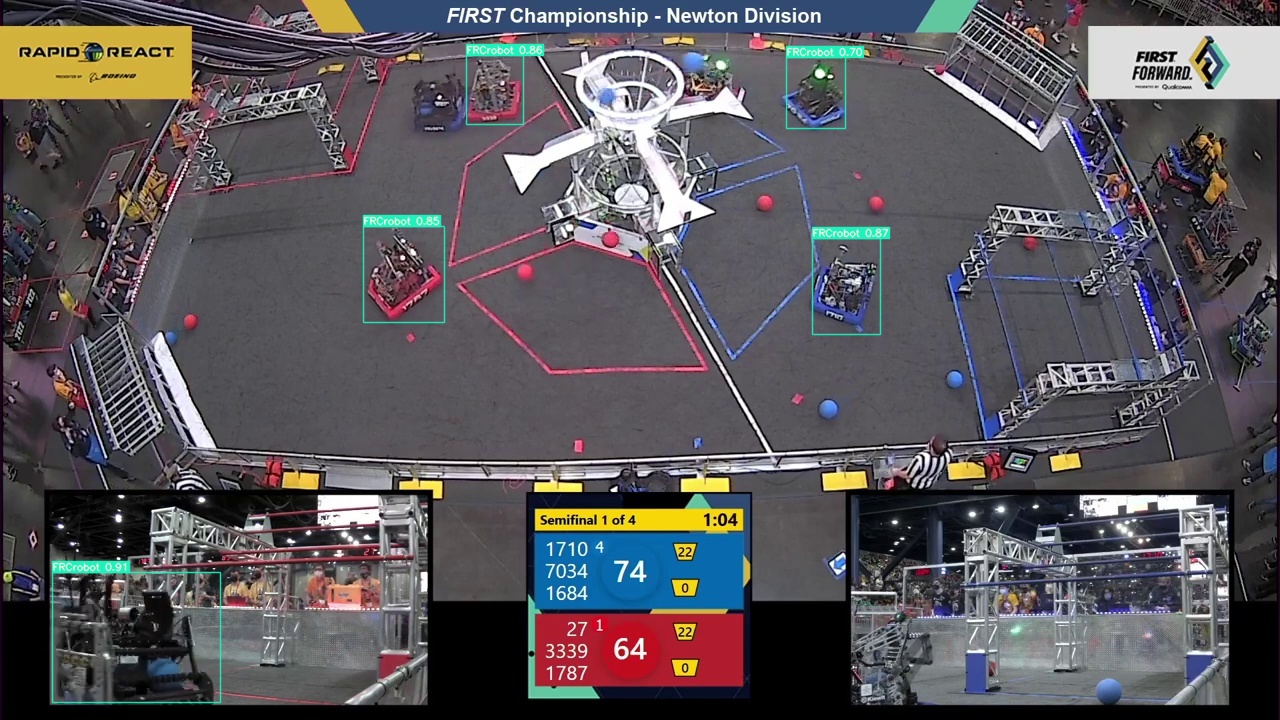 FIRST Championship - Newton Division
RAPID REACT
PRESENTED BY BOEING
FIRST
FORWARD
PRESENTED BY Qualcomm
FRCrobot 0.86
FRCrobot 0.70
FRCrobot 0.85
FRCrobot 0.87
FRCrobot 0.91
Semifinal 1 of 4 1:04
1710 4
7034
1684
74
22
0
27 1
3339
1787
64
22
0